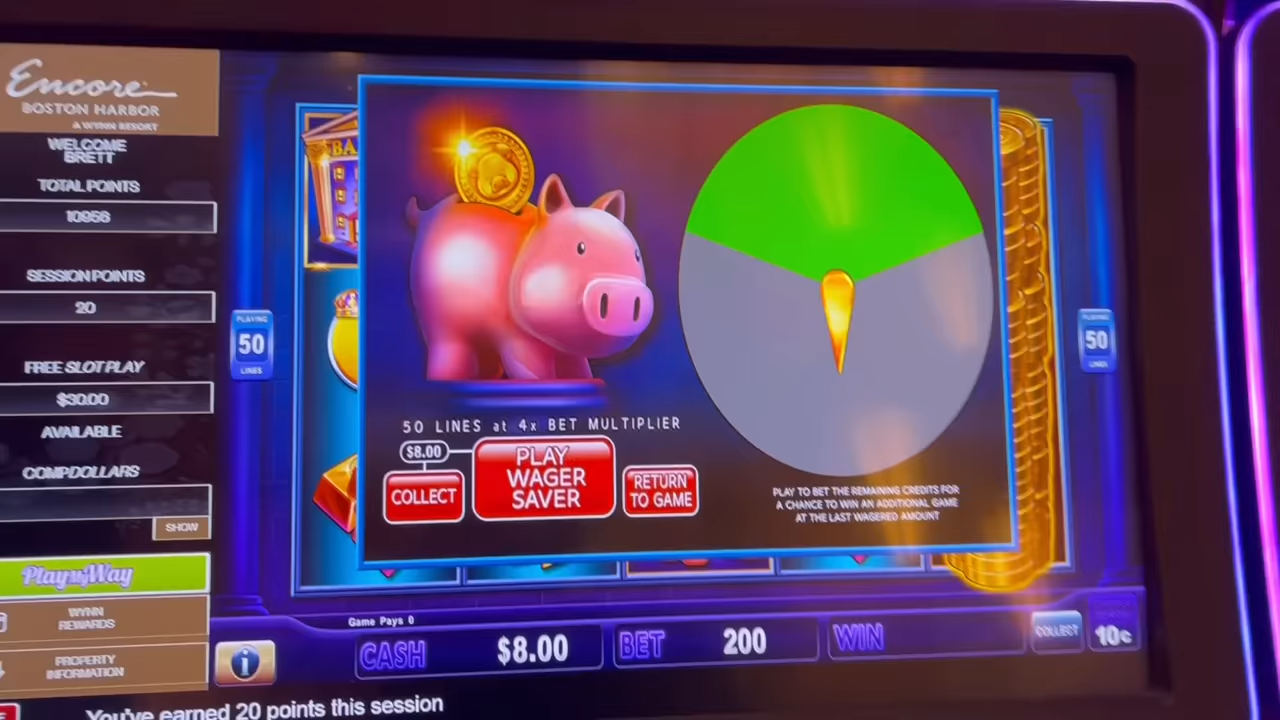 Encore
BOSTON HARBOR
A WYNN RESORT
WELCOME
BRETT
TOTAL POINTS
10956
SESSION POINTS
20
FREE SLOT PLAY
$30.00
AVAILABLE
COMPDOLLARS
SHOW
PlaymyWay
WYNN
REWARDS
PROPERTY
INFORMATION
BA
PLAYING
50
LINES
50 LINES at 4x BET MULTIPLIER
$8.00
COLLECT
PLAY
WAGER
SAVER
RETURN
TO GAME
PLAY TO BET THE REMAINING CREDITS FOR
A CHANCE TO WIN AN ADDITIONAL GAME
AT THE LAST WAGERED AMOUNT
PLAYING
50
LINES
Game Pays 0
CASH
$8.00
BET
200
WIN
COLLECT
10¢
You've earned 20 points this session